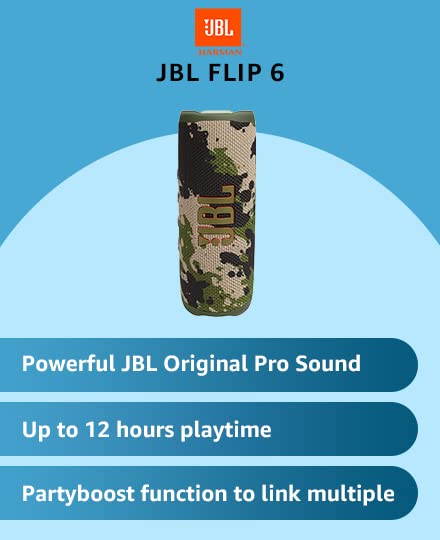 JBL
HARMAN
JBL FLIP 6
JBL
Powerful JBL Original Pro Sound
Up to 12 hours playtime
Partyboost function to link multiple